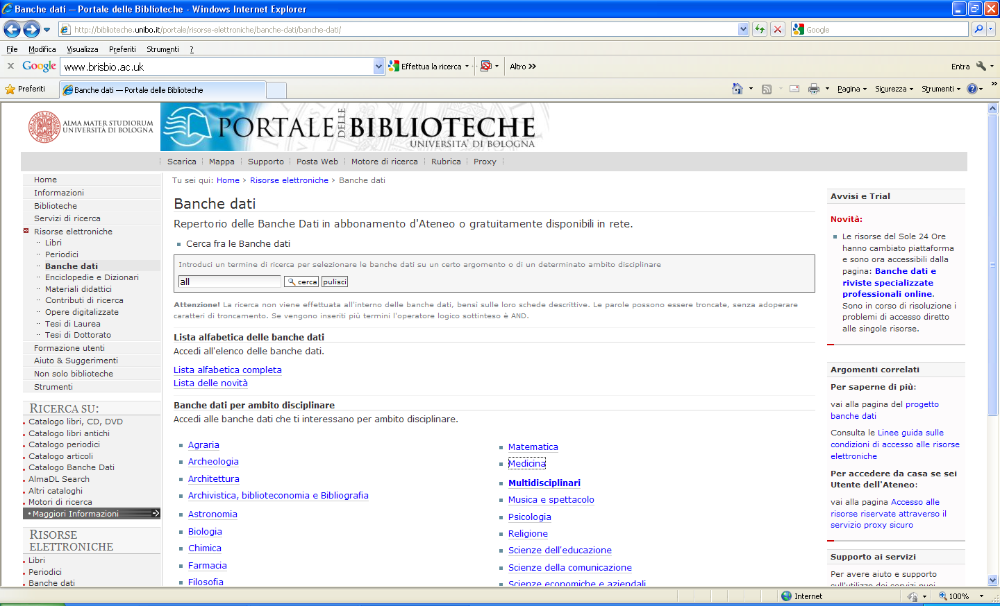 Banche dati — Portale delle Biblioteche - Windows Internet Explorer
http://biblioteche.unibo.it/portale/risorse-elettroniche/banche-dati/banche-dati/
Google
File Modifica Visualizza Preferiti Strumenti ?
x Google www.brisbio.ac.uk Effettua la ricerca Altro >> Entra
Preferiti Banche dati — Portale delle Biblioteche Pagina Sicurezza Strumenti
ALMA MATER STUDIORUM
UNIVERSITÀ DI BOLOGNA
PORTALE DELLE BIBLIOTECHE
UNIVERSITA' DI BOLOGNA
Scarica | Mappa | Supporto | Posta Web | Motore di ricerca | Rubrica | Proxy
Home
Informazioni
Biblioteche
Servizi di ricerca
Risorse elettroniche
Libri
Periodici
Banche dati
Enciclopedie e Dizionari
Materiali didattici
Contributi di ricerca
Opere digitalizzate
Tesi di Laurea
Tesi di Dottorato
Formazione utenti
Aiuto & Suggerimenti
Non solo biblioteche
Strumenti
RICERCA SU:
Catalogo libri, CD, DVD
Catalogo libri antichi
Catalogo periodici
Catalogo articoli
Catalogo Banche Dati
AlmaDL Search
Altri cataloghi
Motori di ricerca
•Maggiori Informazioni
RISORSE
ELETTRONICHE
Libri
Periodici
Banche dati
Tu sei qui: Home › Risorse elettroniche › Banche dati
Banche dati
Repertorio delle Banche Dati in abbonamento d'Ateneo o gratuitamente disponibili in rete.
Cerca fra le Banche dati
Introduci un termine di ricerca per selezionare le banche dati su un certo argomento o di un determinato ambito disciplinare
all cerca pulisci
Attenzione! La ricerca non viene effettuata all'interno delle banche dati, bensì sulle loro schede descrittive. Le parole possono essere troncate, senza adoperare
caratteri di troncamento. Se vengono inseriti più termini l'operatore logico sottinteso è AND.
Lista alfabetica delle banche dati
Accedi all'elenco delle banche dati.
Lista alfabetica completa
Lista delle novità
Banche dati per ambito disciplinare
Accedi alle banche dati che ti interessano per ambito disciplinare.
Agraria
Archeologia
Architettura
Archivistica, biblioteconomia e Bibliografia
Astronomia
Biologia
Chimica
Farmacia
Filosofia
Matematica
Medicina
Multidisciplinari
Musica e spettacolo
Psicologia
Religione
Scienze dell'educazione
Scienze della comunicazione
Scienze economiche e aziendali
Avvisi e Trial
Novità:
Le risorse del Sole 24 Ore
hanno cambiato piattaforma
e sono ora accessibili dalla
pagina: Banche dati e
riviste specializzate
professionali online.
Sono in corso di risoluzione i
problemi di accesso diretto
alle singole risorse.
Argomenti correlati
Per saperne di più:
vai alla pagina del progetto
banche dati
Consulta le Linee guida sulle
condizioni di accesso alle risorse
elettroniche
Per accedere da casa se sei
Utente dell'Ateneo:
vai alla pagina Accesso alle
risorse riservate attraverso il
servizio proxy sicuro
Supporto ai servizi
Per avere aiuto e supporto
sull'utilizzo dei servizi puoi
Internet 100%